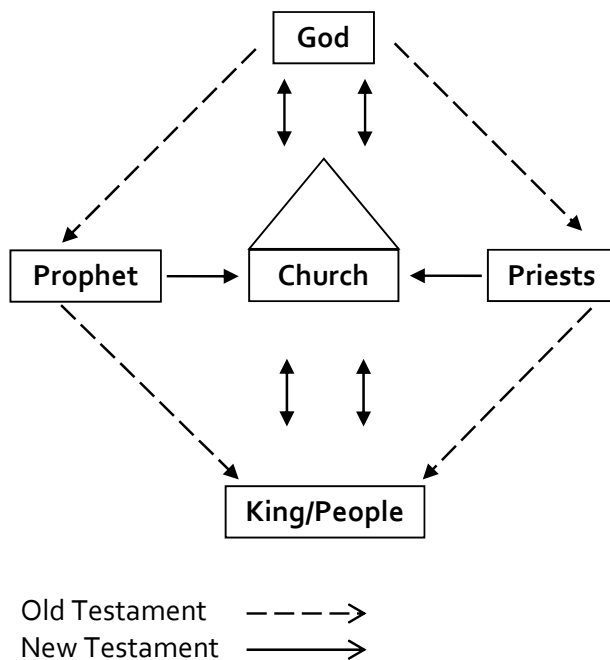 God
Prophet
Church
Priests
King/People
Old Testament
New Testament